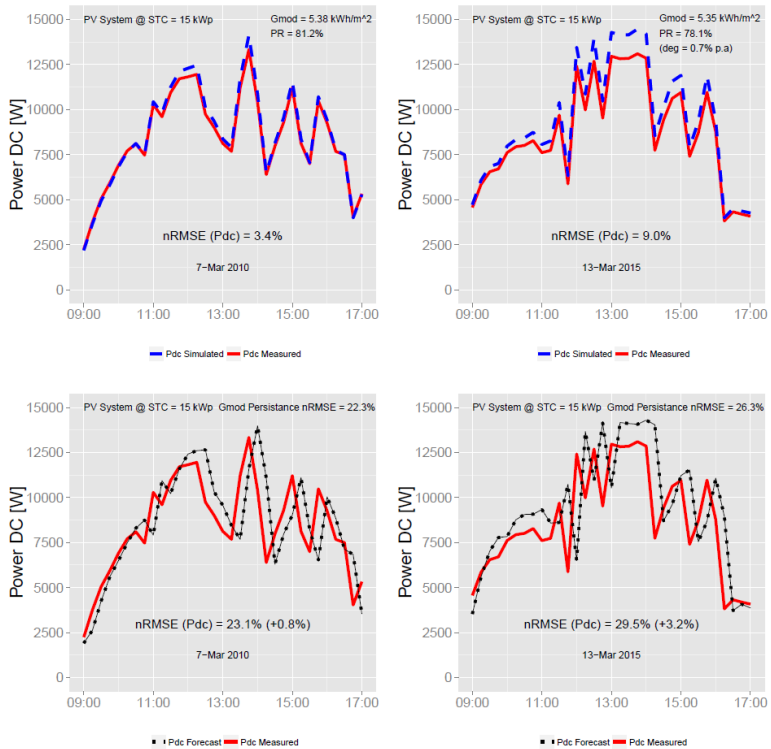 PV System @ STC = 15 kWp
Gmod = 5.38 kWh/m^2
PR = 81.2%
Power DC [W]
15000
12500
10000
7500
5000
2500
0
nRMSE (Pdc) = 3.4%
7−Mar 2010
09:00 11:00 13:00 15:00 17:00
Pdc Simulated Pdc Measured
PV System @ STC = 15 kWp
Gmod = 5.35 kWh/m^2
PR = 78.1%
(deg = 0.7% p.a)
Power DC [W]
15000
12500
10000
7500
5000
2500
0
nRMSE (Pdc) = 9.0%
13−Mar 2015
09:00 11:00 13:00 15:00 17:00
Pdc Simulated Pdc Measured
PV System @ STC = 15 kWp Gmod Persistance nRMSE = 22.3%
Power DC [W]
15000
12500
10000
7500
5000
2500
0
nRMSE (Pdc) = 23.1% (+0.8%)
7−Mar 2010
09:00 11:00 13:00 15:00 17:00
Pdc Forecast Pdc Measured
PV System @ STC = 15 kWp Gmod Persistance nRMSE = 26.3%
Power DC [W]
15000
12500
10000
7500
5000
2500
0
nRMSE (Pdc) = 29.5% (+3.2%)
13−Mar 2015
09:00 11:00 13:00 15:00 17:00
Pdc Forecast Pdc Measured